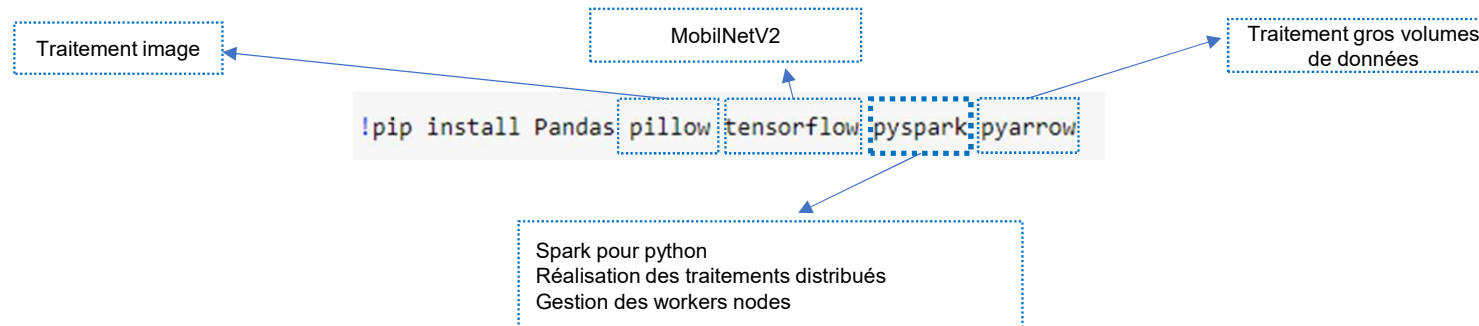 Traitement image
MobilNetV2
Traitement gros volumes
de données
!pip install Pandas pillow tensorflow pyspark pyarrow
Spark pour python
Réalisation des traitements distribués
Gestion des workers nodes